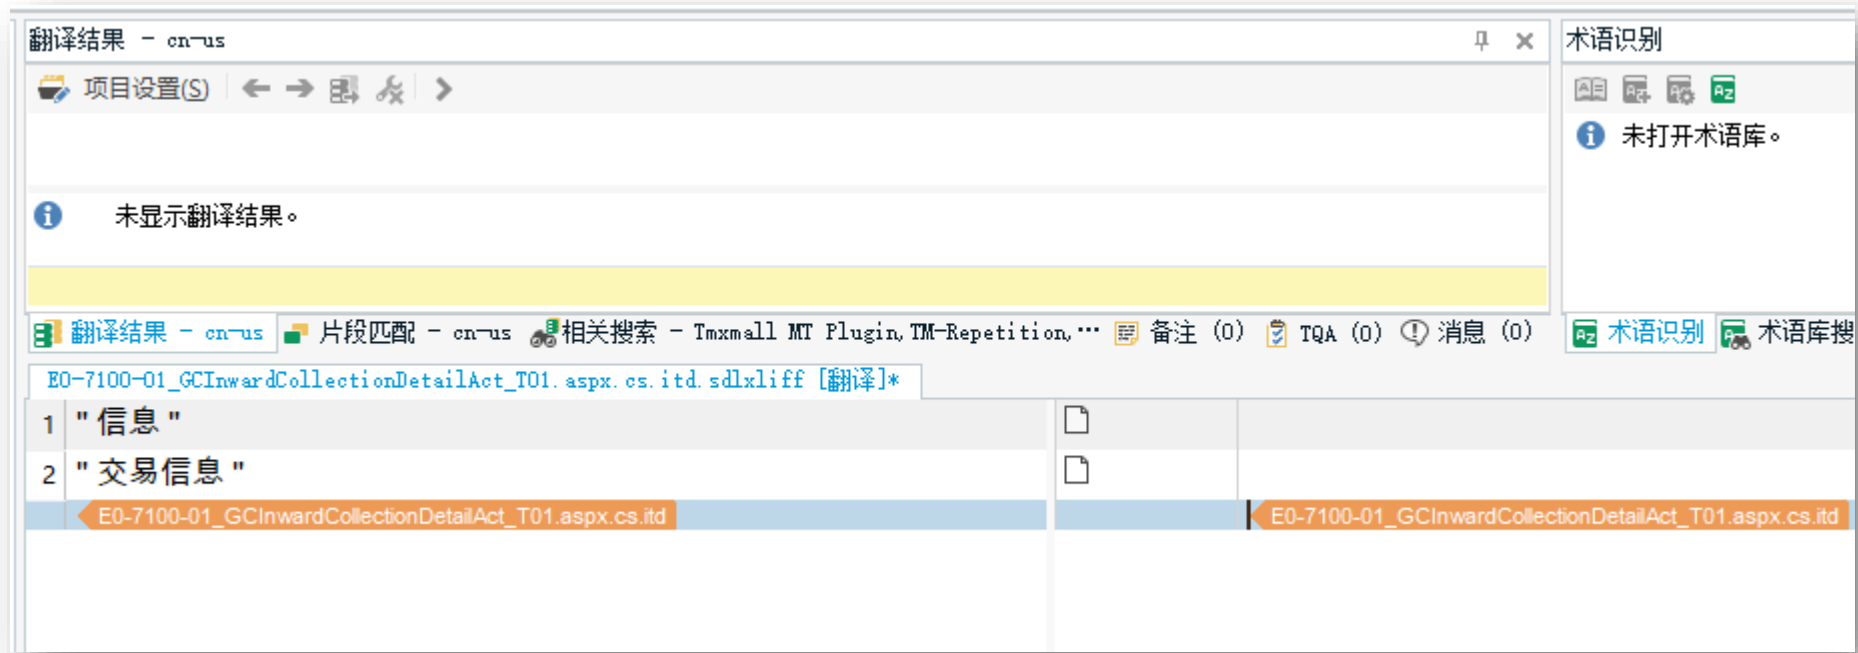 翻译结果 - cn-us
术语识别
项目设置(S)
未打开术语库。
未显示翻译结果。
翻译结果 - cn-us 片段匹配 - cn-us 相关搜索 - Tmxmall MT Plugin,TM-Repetition,… 备注 (0) TQA (0) 消息 (0) 术语识别 术语库搜
E0-7100-01_GCInwardCollectionDetailAct_T01.aspx.cs.itd.sdlxliff [翻译]*
1 "信息"
2 "交易信息"
E0-7100-01_GCInwardCollectionDetailAct_T01.aspx.cs.itd E0-7100-01_GCInwardCollectionDetailAct_T01.aspx.cs.itd